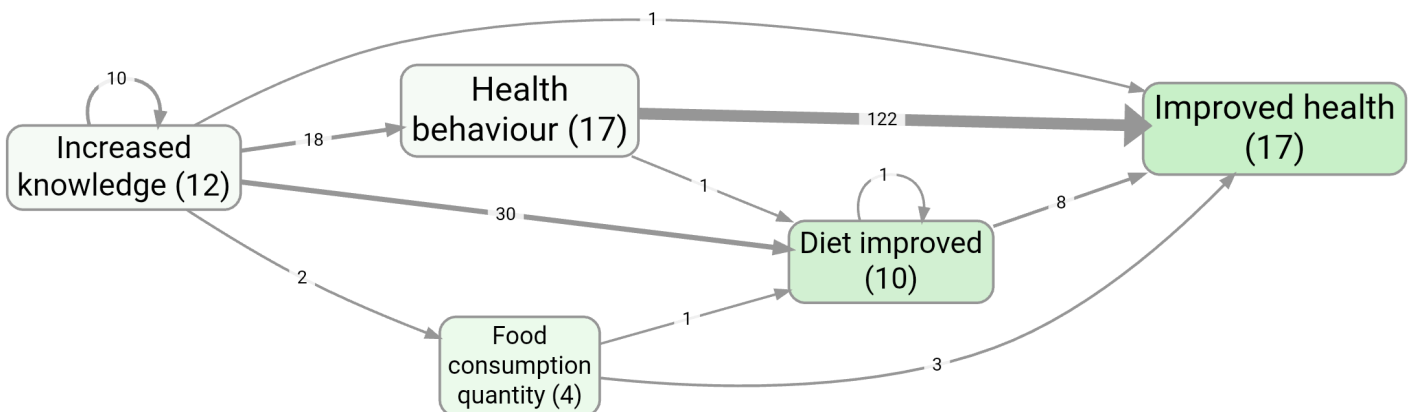 1
10
Health
behaviour (17)
Improved health
(17)
122
18
Increased
knowledge (12)
1
1
30
8
Diet improved
(10)
2
1
Food
consumption
quantity (4)
3